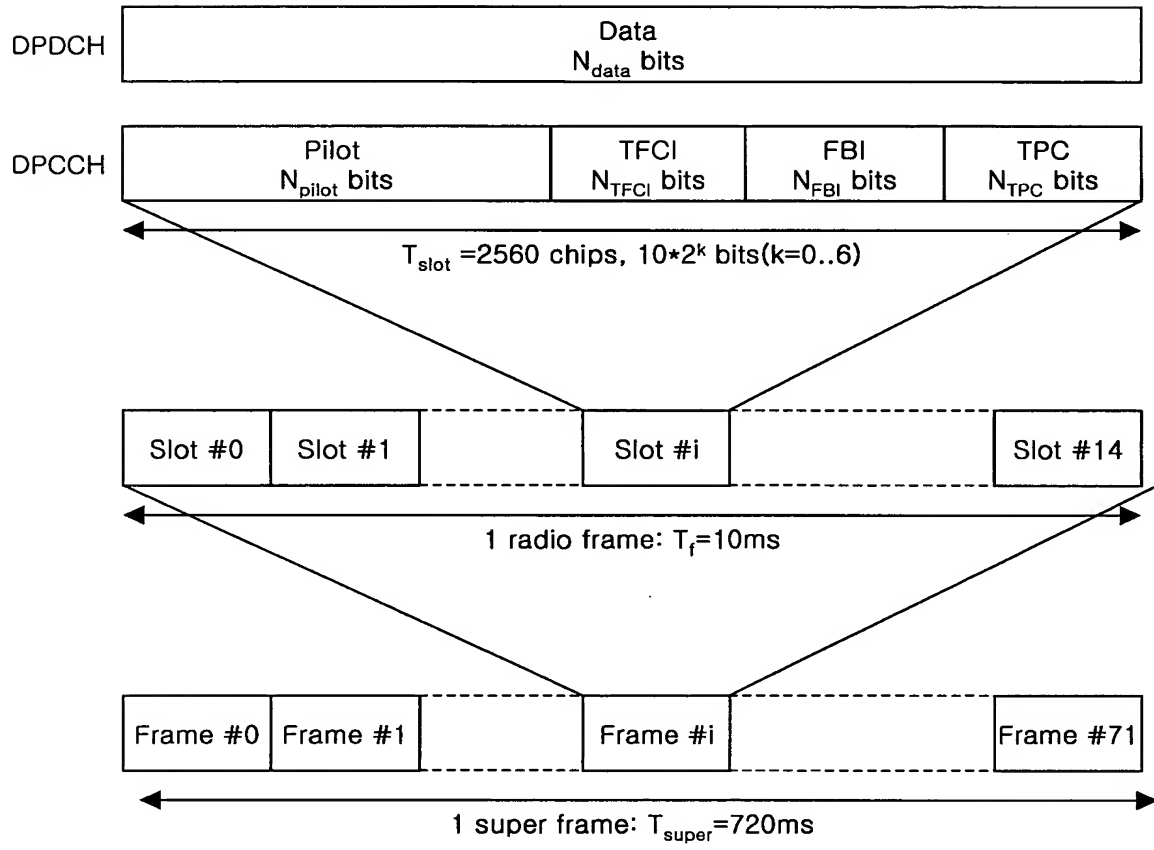 DPDCH
Data
N_data bits
DPCCH
Pilot
N_pilot bits
TFCI
N_TFCI bits
FBI
N_FBI bits
TPC
N_TPC bits
T_slot =2560 chips, 10*2^k bits(k=0..6)
Slot #0
Slot #1
Slot #i
Slot #14
1 radio frame: T_f=10ms
Frame #0
Frame #1
Frame #i
Frame #71
1 super frame: T_super=720ms